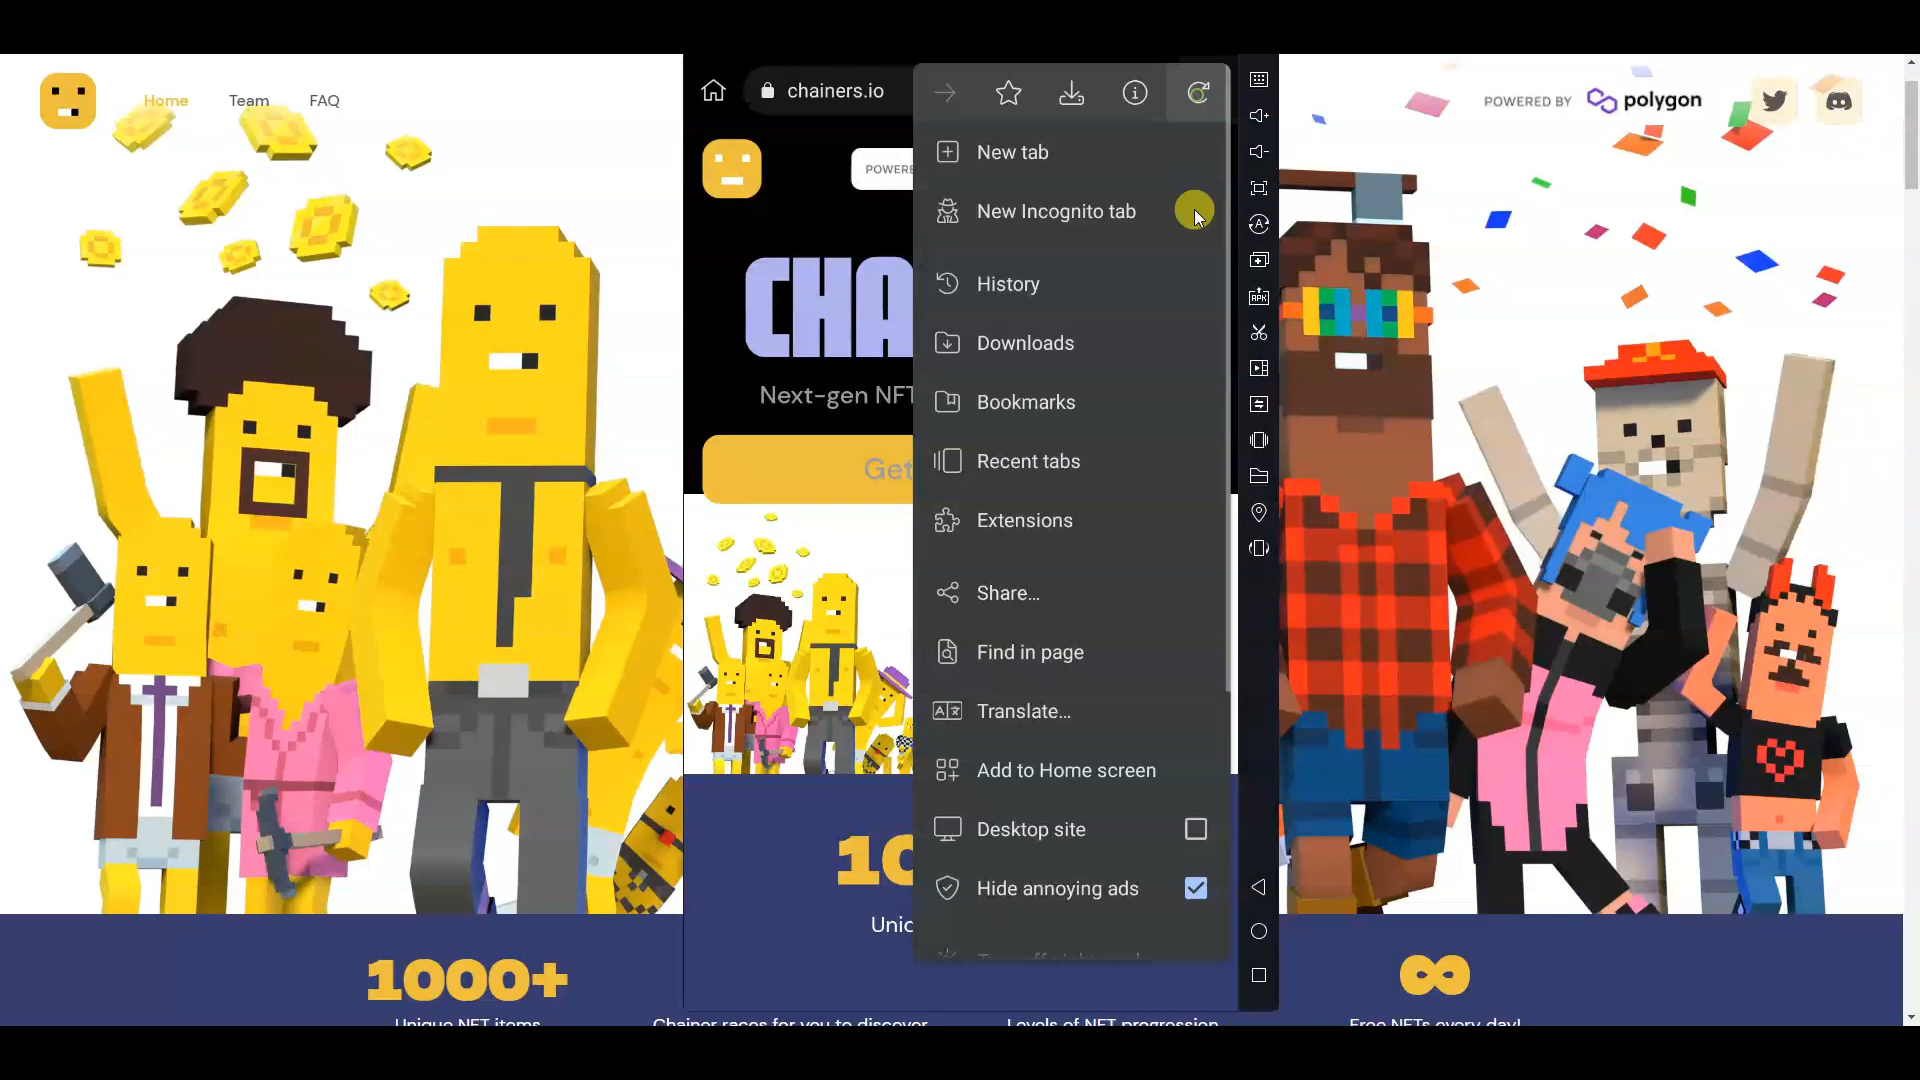 Home
Team
FAQ
POWERED BY
polygon
1000+
Unique NFT items
Chainer races for you to discover
Levels of NFT progression
Free NFTs every day!
chainers.io
CHA
Next-gen NFT
Get
10
Unic
New tab
New Incognito tab
History
Downloads
Bookmarks
Recent tabs
Extensions
Share...
Find in page
Translate...
Add to Home screen
Desktop site
Hide annoying ads
APK